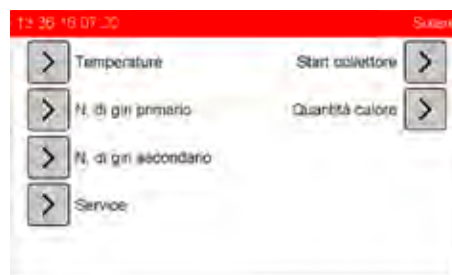 Temperature
Start collettore
N. di giri primario
Quantità calore
N. di giri secondario
Service